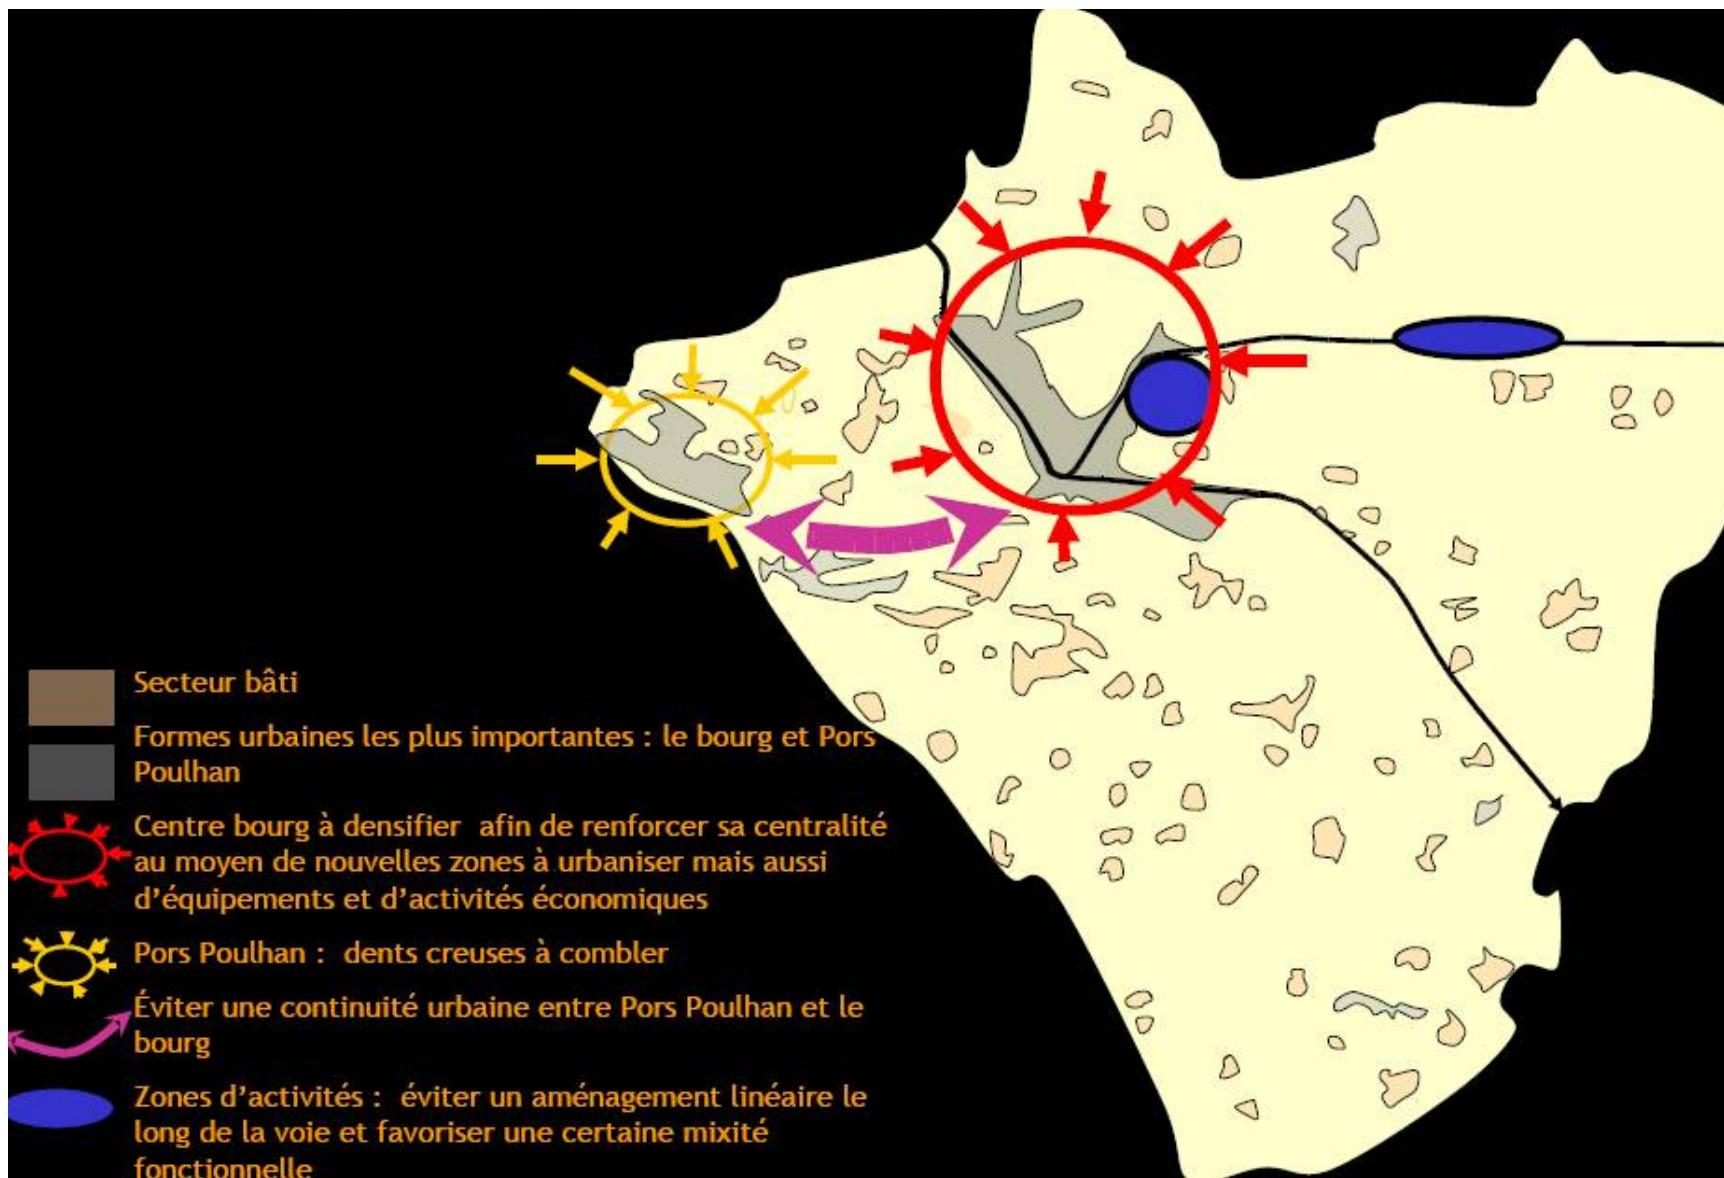 Secteur bâti
Formes urbaines les plus importantes : le bourg et Pors
Poulhan
Centre bourg à densifier afin de renforcer sa centralité
au moyen de nouvelles zones à urbaniser mais aussi
d'équipements et d'activités économiques
Pors Poulhan : dents creuses à combler
Éviter une continuité urbaine entre Pors Poulhan et le
bourg
Zones d'activités : éviter un aménagement linéaire le
long de la voie et favoriser une certaine mixité
fonctionnelle